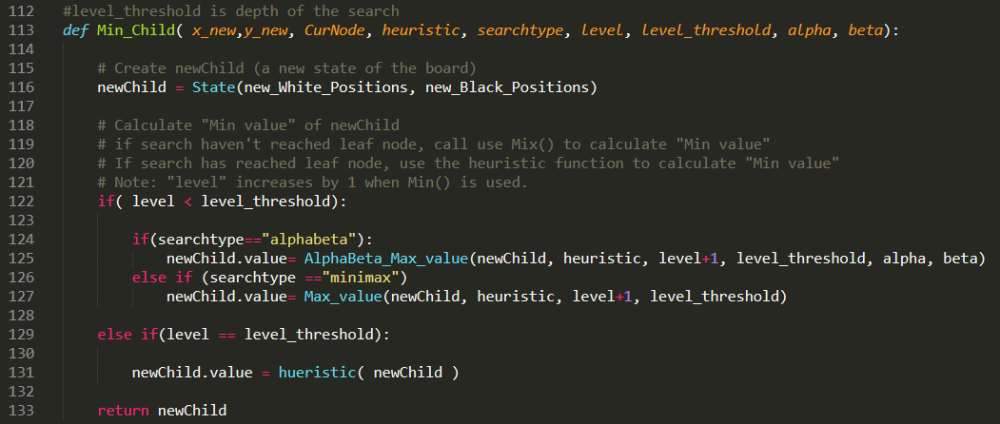 112 #level_threshold is depth of the search
113 def Min_Child( x_new,y_new, CurNode, heuristic, searchtype, level, level_threshold, alpha, beta):
114
115 # Create newChild (a new state of the board)
116 newChild = State(new_White_Positions, new_Black_Positions)
117
118 # Calculate "Min value" of newChild
119 # if search haven't reached leaf node, call use Mix() to calculate "Min value"
120 # If search has reached leaf node, use the heuristic function to calculate "Min value"
121 # Note: "level" increases by 1 when Min() is used.
122 if( level < level_threshold):
123
124 if(searchtype=="alphabeta"):
125 newChild.value= AlphaBeta_Max_value(newChild, heuristic, level+1, level_threshold, alpha, beta)
126 else if (searchtype =="minimax")
127 newChild.value= Max_value(newChild, heuristic, level+1, level_threshold)
128
129 else if(level == level_threshold):
130
131 newChild.value = hueristic( newChild )
132
133 return newChild